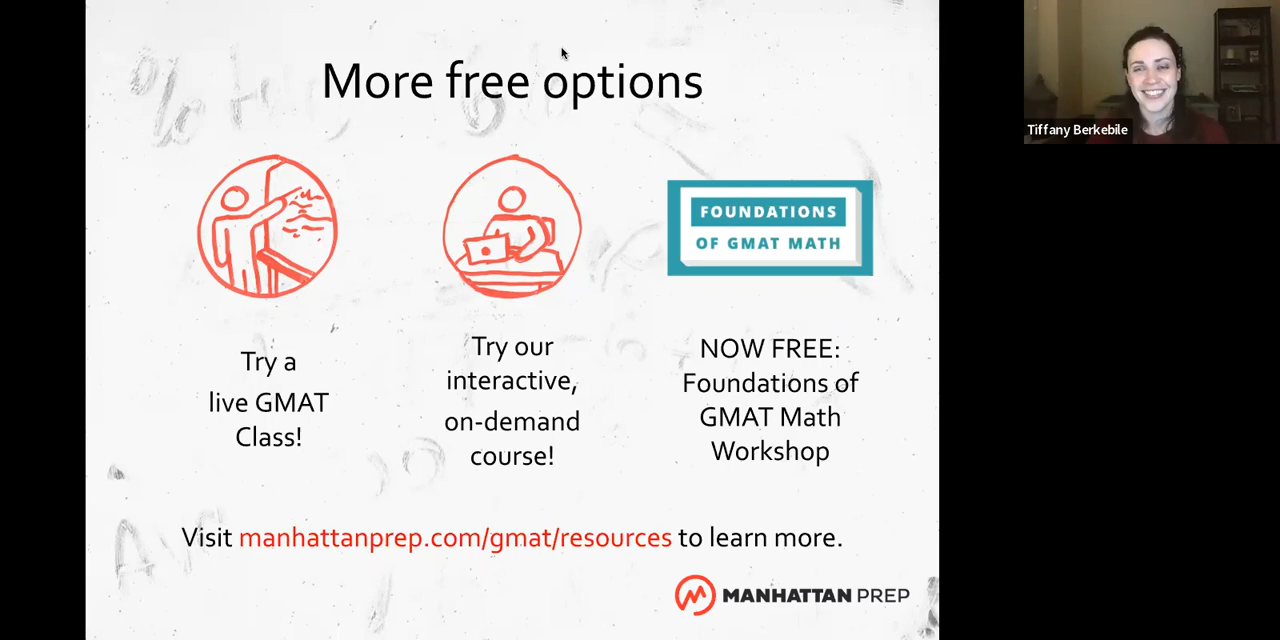 More free options
FOUNDATIONS
OF GMAT MATH
Try a
live GMAT
Class!
Try our
interactive,
on-demand
course!
NOW FREE:
Foundations of
GMAT Math
Workshop
Visit manhattanprep.com/gmat/resources to learn more.
MANHATTAN PREP
Tiffany Berkebile